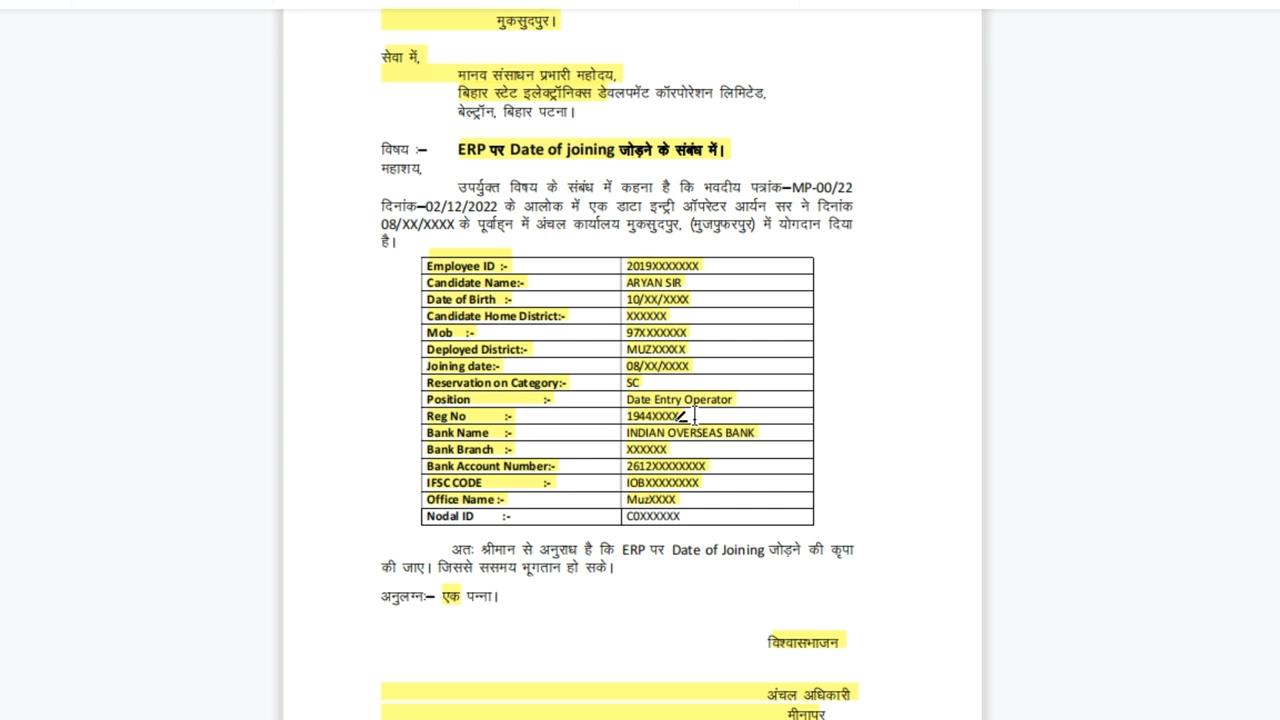 मुकसुदपुर।
सेवा में,
मानव संसाधन प्रभारी महोदय,
बिहार स्टेट इलेक्ट्रॉनिक्स डेवलपमेंट कॉरपोरेशन लिमिटेड,
बेल्ट्रॉन, बिहार पटना।
विषय :– ERP पर Date of joining जोड़ने के संबंध में।
महाशय,
उपर्युक्त विषय के संबंध में कहना है कि भवदीय पत्रांक–MP-00/22
दिनांक–02/12/2022 के आलोक में एक डाटा इन्ट्री ऑपरेटर आर्यन सर ने दिनांक
08/XX/XXXX के पूर्वाह्न में अंचल कार्यालय मुकसुदपुर, (मुजफ्फरपुर) में योगदान दिया
है।
Employee ID :- 2019XXXXXXX
Candidate Name:- ARYAN SIR
Date of Birth :- 10/XX/XXXX
Candidate Home District:- XXXXXX
Mob :- 97XXXXXXX
Deployed District:- MUZXXXXX
Joining date:- 08/XX/XXXX
Reservation on Category:- SC
Position :- Date Entry Operator
Reg No :- 1944XXXX
Bank Name :- INDIAN OVERSEAS BANK
Bank Branch :- XXXXXX
Bank Account Number:- 2612XXXXXXXX
IFSC CODE :- IOBXXXXXXXX
Office Name :- MuzXXXX
Nodal ID :- C0XXXXXX
अतः श्रीमान से अनुराध है कि ERP पर Date of Joining जोड़ने की कृपा
की जाए। जिससे ससमय भूगतान हो सके।
अनुलग्नः– एक पन्ना।
विश्वासभाजन
अंचल अधिकारी
मीनापुर